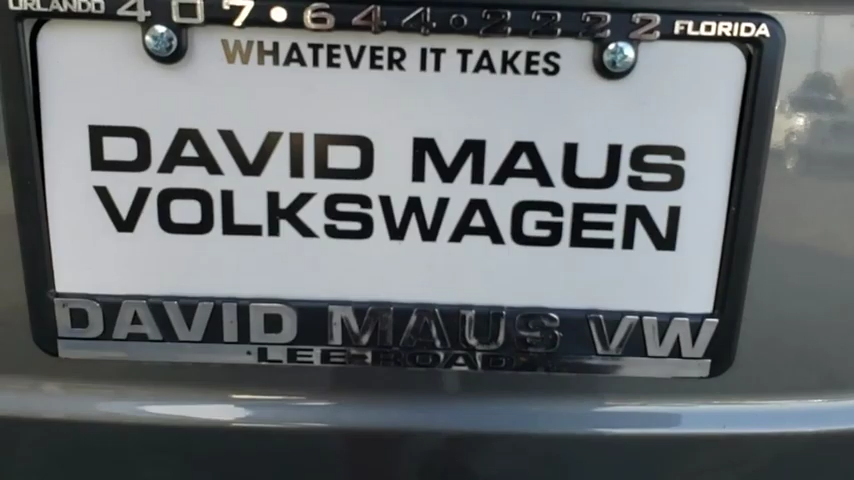 ORLANDO 407•644•2222 FLORIDA
WHATEVER IT TAKES
DAVID MAUS
VOLKSWAGEN
DAVID MAUS VW
LEE ROAD